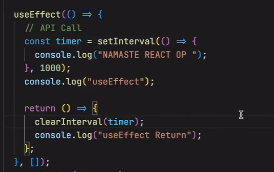 useEffect(() => {
  // API Call
  const timer = setInterval(() => {
    console.log("NAMASTE REACT OP ");
  }, 1000);
  console.log("useEffect");

  return () => {
    clearInterval(timer);
    console.log("useEffect Return");
  };
}, []);